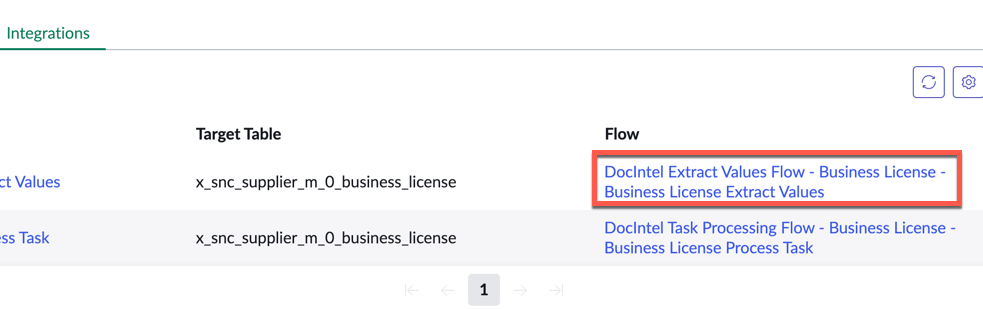 Integrations
Target Table Flow
ct Values x_snc_supplier_m_0_business_license DocIntel Extract Values Flow - Business License -
Business License Extract Values
ess Task x_snc_supplier_m_0_business_license DocIntel Task Processing Flow - Business License -
Business License Process Task
1